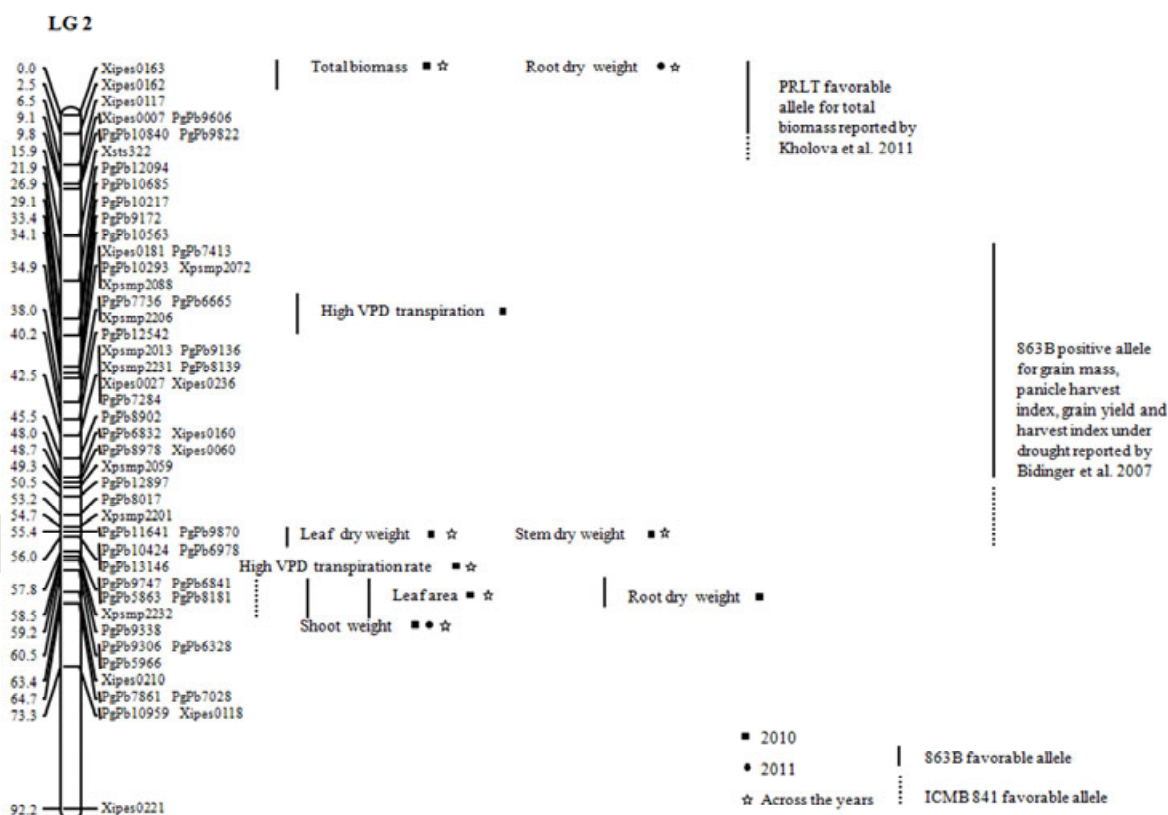 LG 2
0.0 Xipes0163 Total biomass ■ ☆ Root dry weight ● ☆
2.5 Xipes0162
6.5 Xipes0117
9.1 Xipes0007 PgPb9606
9.8 PgPb10840 PgPb9822
15.9 Xsts322
21.9 PgPb12094
26.9 PgPb10685
29.1 PgPb10217
33.4 PgPb9172
34.1 PgPb10563
Xipes0181 PgPb7413
34.9 PgPb10293 Xpsmp2072
Xpsmp2088
PgPb7736 PgPb6665
38.0 High VPD transpiration ■
Xpsmp2206
40.2 PgPb12542
Xpsmp2013 PgPb9136
Xpsmp2231 PgPb8139
42.5 Xipes0027 Xipes0236
PgPb7284
45.5 PgPb8902
48.0 PgPb6832 Xipes0160
48.7 PgPb8978 Xipes0060
49.3 Xpsmp2059
50.5 PgPb12897
53.2 PgPb8017
54.7 Xpsmp2201
55.4 PgPb11641 PgPb9870 Leaf dry weight ■ ☆ Stem dry weight ■ ☆
PgPb10424 PgPb6978
56.0 PgPb13146 High VPD transpiration rate ■ ☆
PgPb9747 PgPb6841
57.8 PgPb5863 PgPb8181 Leaf area ■ ☆ Root dry weight ■
58.5 Xpsmp2232
59.2 PgPb9338 Shoot weight ■ ● ☆
PgPb9306 PgPb6328
60.5 PgPb5966
63.4 Xipes0210
64.7 PgPb7861 PgPb7028
73.3 PgPb10959 Xipes0118
92.2 Xipes0221
PRLT favorable
allele for total
biomass reported by
Kholova et al. 2011
863B positive allele
for grain mass,
panicle harvest
index, grain yield and
harvest index under
drought reported by
Bidinger et al. 2007
■ 2010
● 2011
☆ Across the years
863B favorable allele
ICMB 841 favorable allele